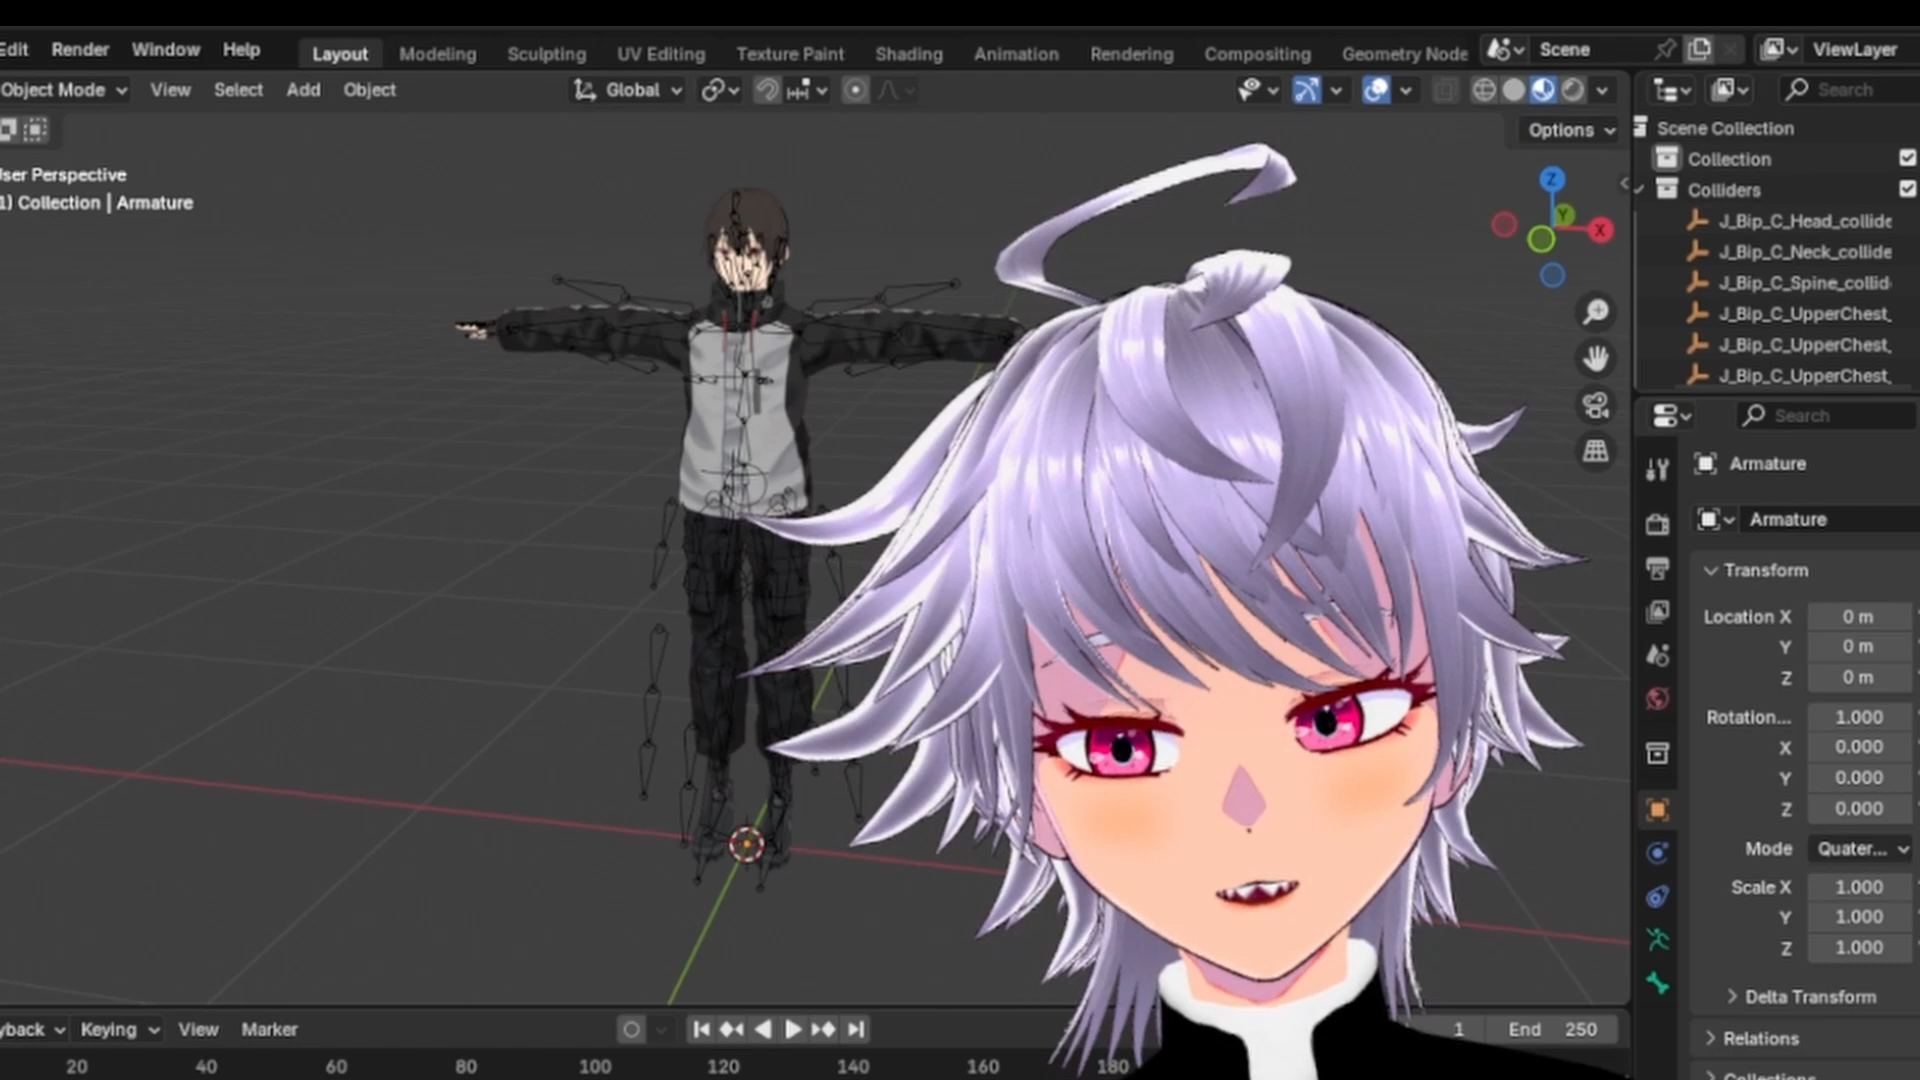 Edit Render Window Help Layout Modeling Sculpting UV Editing Texture Paint Shading Animation Rendering Compositing Geometry Node Scene ViewLayer
Object Mode View Select Add Object Global Search
Options
User Perspective
1) Collection | Armature
Z
Y
X
Scene Collection
Collection
Colliders
J_Bip_C_Head_collide
J_Bip_C_Neck_collide
J_Bip_C_Spine_collid
J_Bip_C_UpperChest_
J_Bip_C_UpperChest_
J_Bip_C_UpperChest_
Search
Armature
Armature
Transform
Location X 0 m
Y 0 m
Z 0 m
Rotation... 1.000
X 0.000
Y 0.000
Z 0.000
Mode Quater...
Scale X 1.000
Y 1.000
Z 1.000
Delta Transform
Relations
Collections
yback Keying View Marker 1 End 250
20 40 60 80 100 120 140 160 180